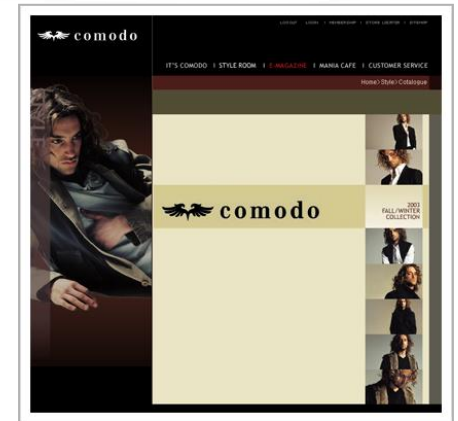 comodo
LOGOUT LOGIN | MEMBERSHIP | STORE LOCATOR | SITEMAP
IT'S COMODO | STYLE ROOM | E-MAGAZINE | MANIA CAFE | CUSTOMER SERVICE
Home>Style>Catalogue
comodo
2003
FALL/WINTER
COLLECTION